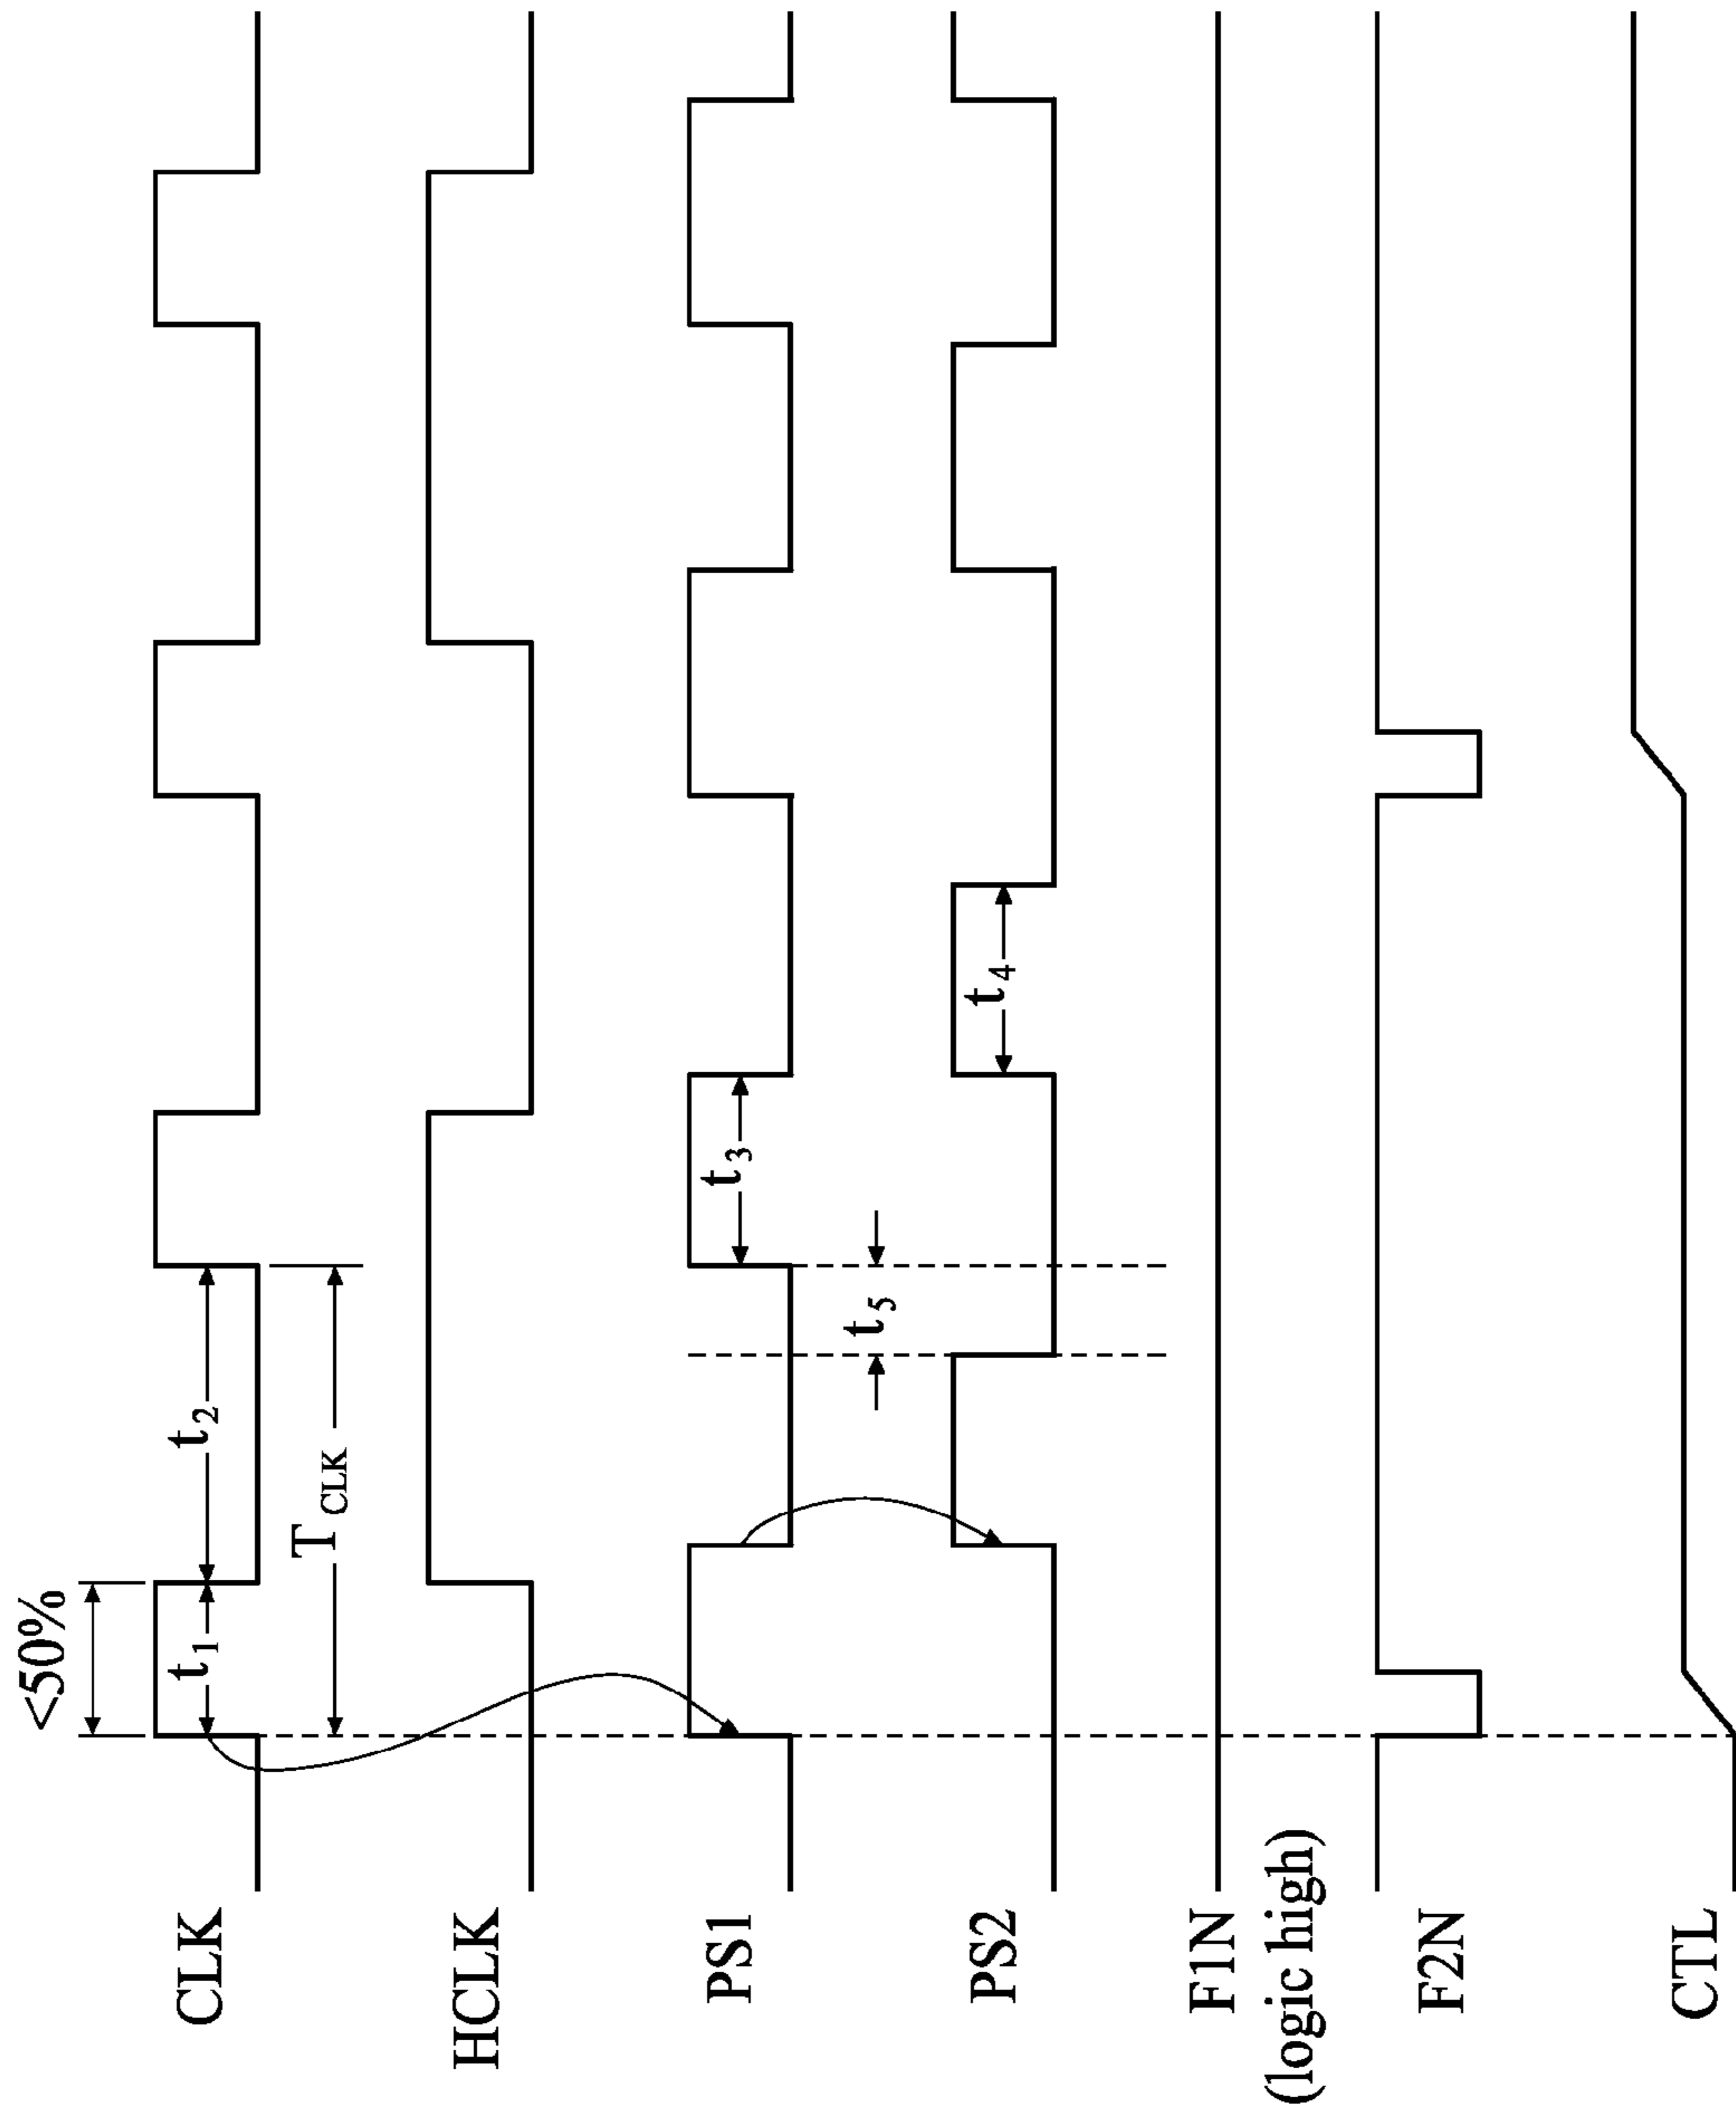 <50%
CLK
t1
t2
TCLK
HCLK
PS1
t3
t5
PS2
t4
F1N
(logic high)
F2N
CTL